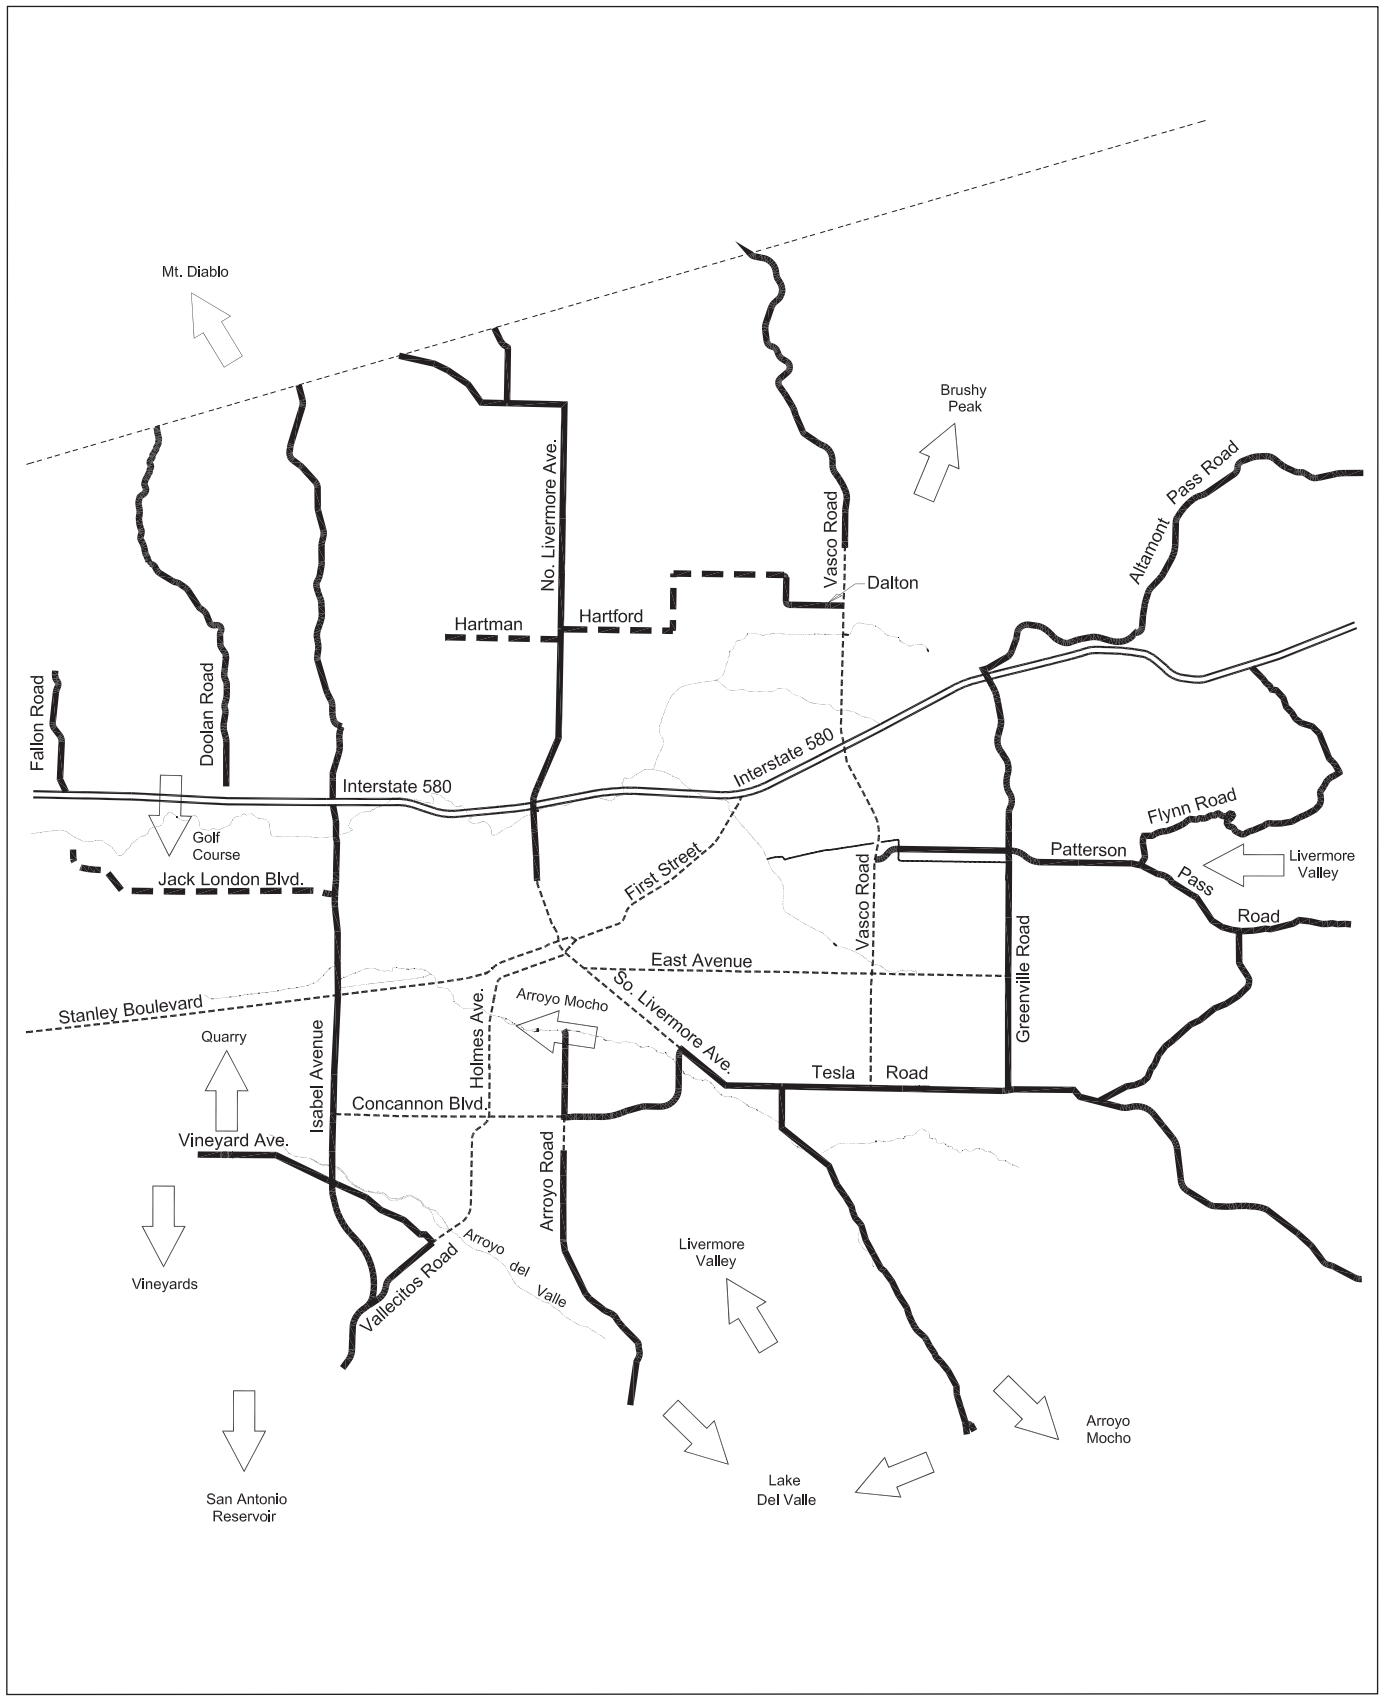 Mt. Diablo
Brushy
Peak
Pass Road
Altamont
No. Livermore Ave.
Vasco Road
Dalton
Hartman
Hartford
Fallon Road
Doolan Road
Interstate 580
Interstate 580
Golf
Course
Jack London Blvd.
First Street
Vasco Road
Flynn Road
Patterson
Pass
Road
Livermore
Valley
Greenville Road
East Avenue
So. Livermore Ave.
Stanley Boulevard
Arroyo Mocho
Holmes Ave.
Quarry
Isabel Avenue
Tesla Road
Concannon Blvd.
Vineyard Ave.
Arroyo Road
Vineyards
Vallecitos Road
Arroyo
del
Valle
Livermore
Valley
Arroyo
Mocho
Lake
Del Valle
San Antonio
Reservoir